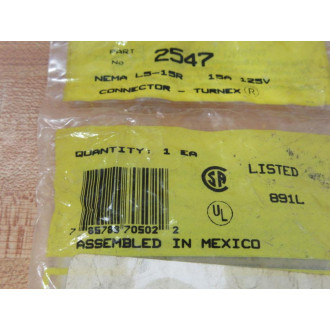 PART
NO. 2547
NEMA L5-15R 15A 125V
CONNECTOR - TURNEX R
QUANTITY: 1 EA
LISTED
891L
UL
7 85783 70502 2
ASSEMBLED IN MEXICO